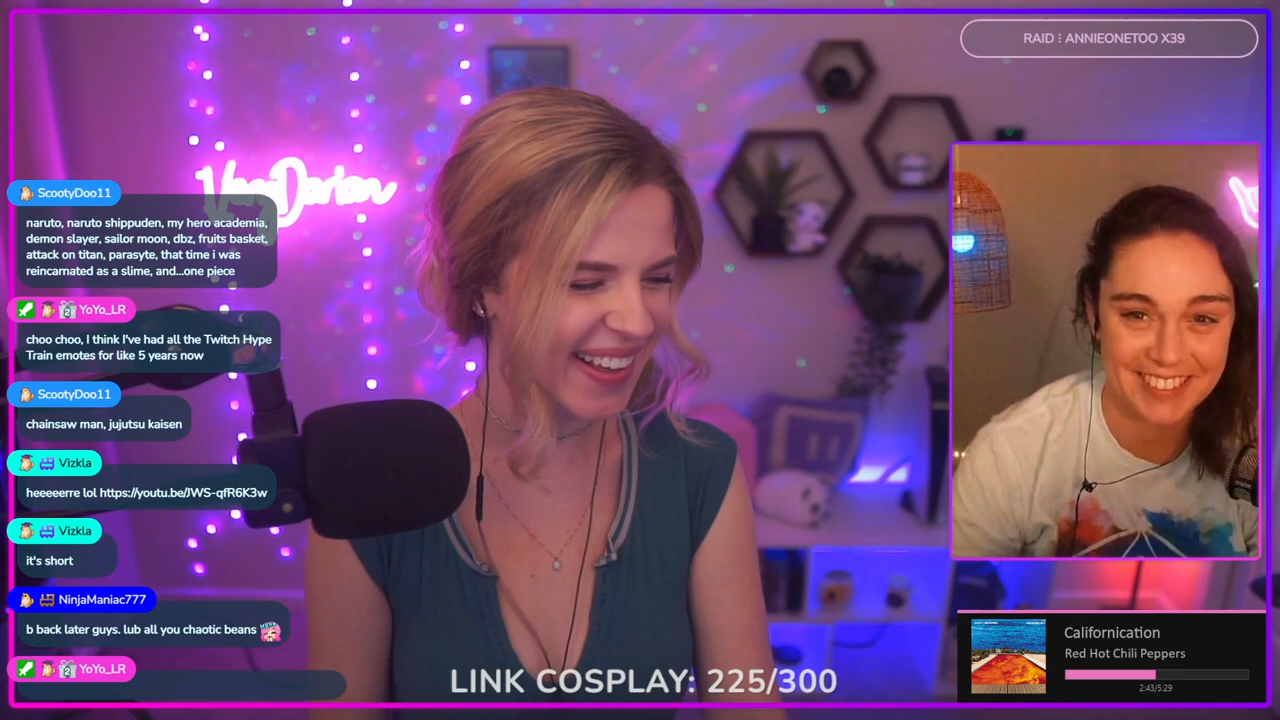 RAID : ANNIEONETOO X39
VeraDorian
ScootyDoo11
naruto, naruto shippuden, my hero academia,
demon slayer, sailor moon, dbz, fruits basket,
attack on titan, parasyte, that time i was
reincarnated as a slime, and...one piece
2 YoYo_LR
choo choo, I think I've had all the Twitch Hype
Train emotes for like 5 years now
ScootyDoo11
chainsaw man, jujutsu kaisen
Vizkla
heeeeerre lol https://youtu.be/JWS-qfR6K3w
Vizkla
it's short
NinjaManiac777
b back later guys. lub all you chaotic beans
2 YoYo_LR
LINK COSPLAY: 225/300
Californication
Red Hot Chili Peppers
2:43/5:29